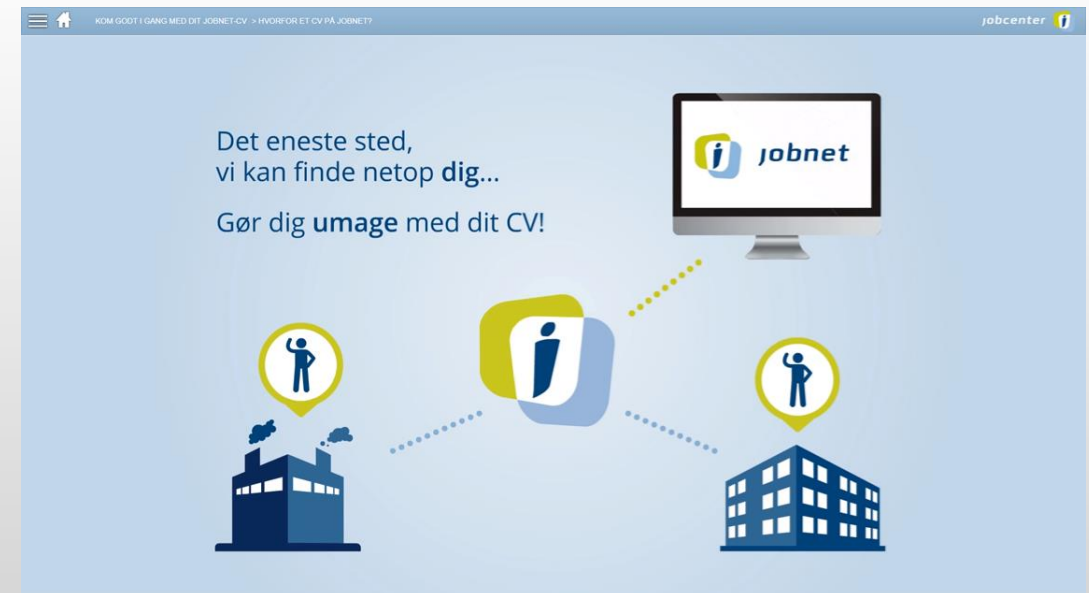 KOM GODT I GANG MED DIT JOBNET-CV > HVORFOR ET CV PÅ JOBNET?
jobcenter
Det eneste sted,
vi kan finde netop dig...
Gør dig umage med dit CV!
jobnet